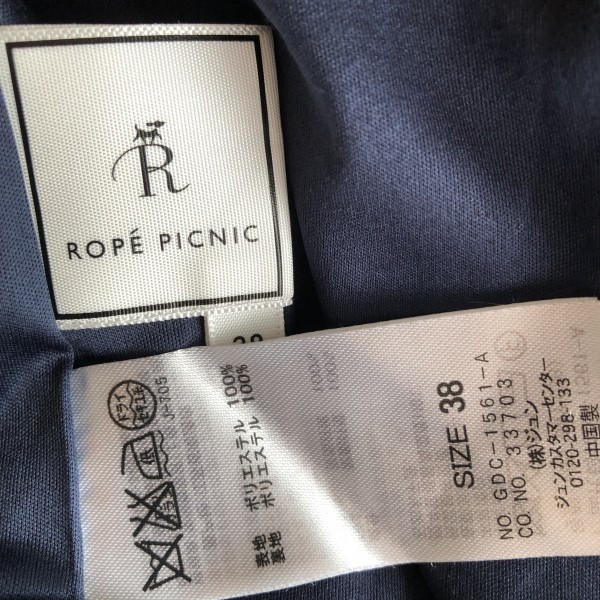 R
ROPÉ PICNIC
38
ドライ
J-705
表地 ポリエステル 100%
裏地 ポリエステル 100%
SIZE 38
NO. GDC-1561-A
CO. NO. 33703
(株)ジュン
ジュンカスタマーセンター
0120-298-133
中国製